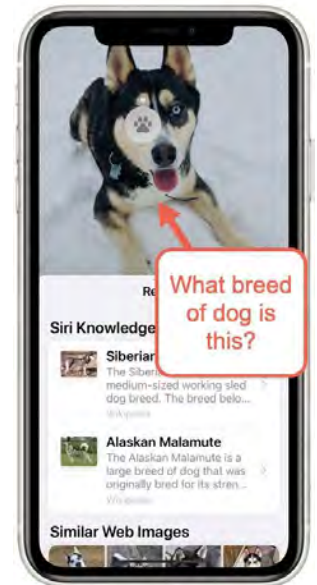 Re
What breed
of dog is
this?
Siri Knowledge
Siberian
The Siberian
medium-sized working sled
dog breed. The breed belo...
Wikipedia
Alaskan Malamute
The Alaskan Malamute is a
large breed of dog that was
originally bred for its stren...
Wikipedia
Similar Web Images